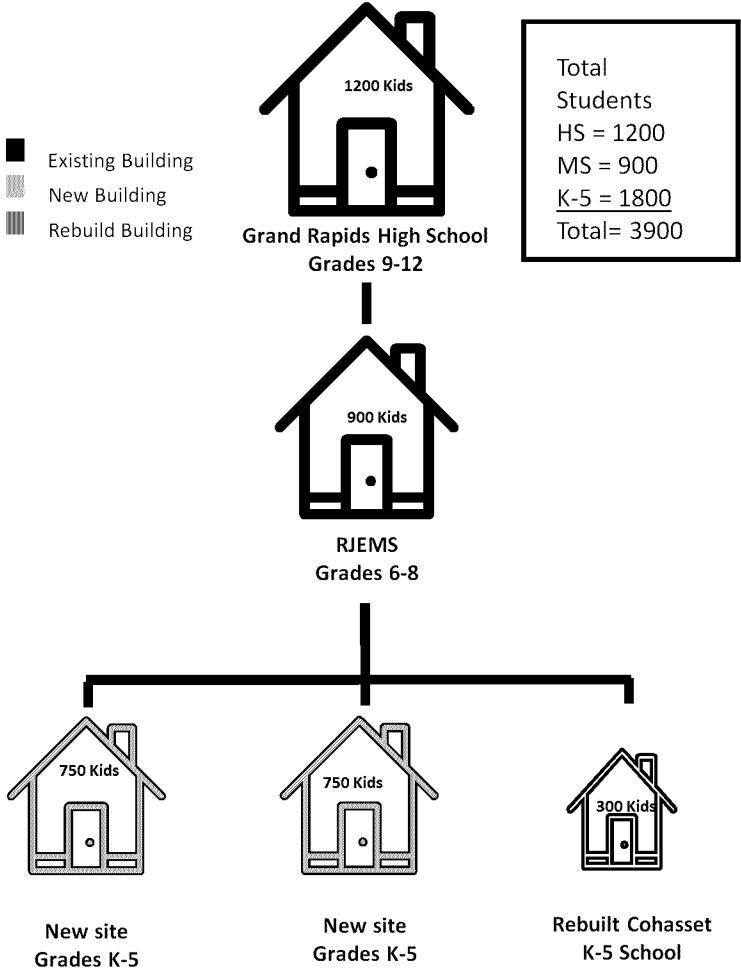 1200 Kids
Total
Students
HS = 1200
MS = 900
K-5 = 1800
Total= 3900
Existing Building
New Building
Rebuild Building
Grand Rapids High School
Grades 9-12
900 Kids
RJEMS
Grades 6-8
750 Kids
750 Kids
300 Kids
New site
Grades K-5
New site
Grades K-5
Rebuilt Cohasset
K-5 School